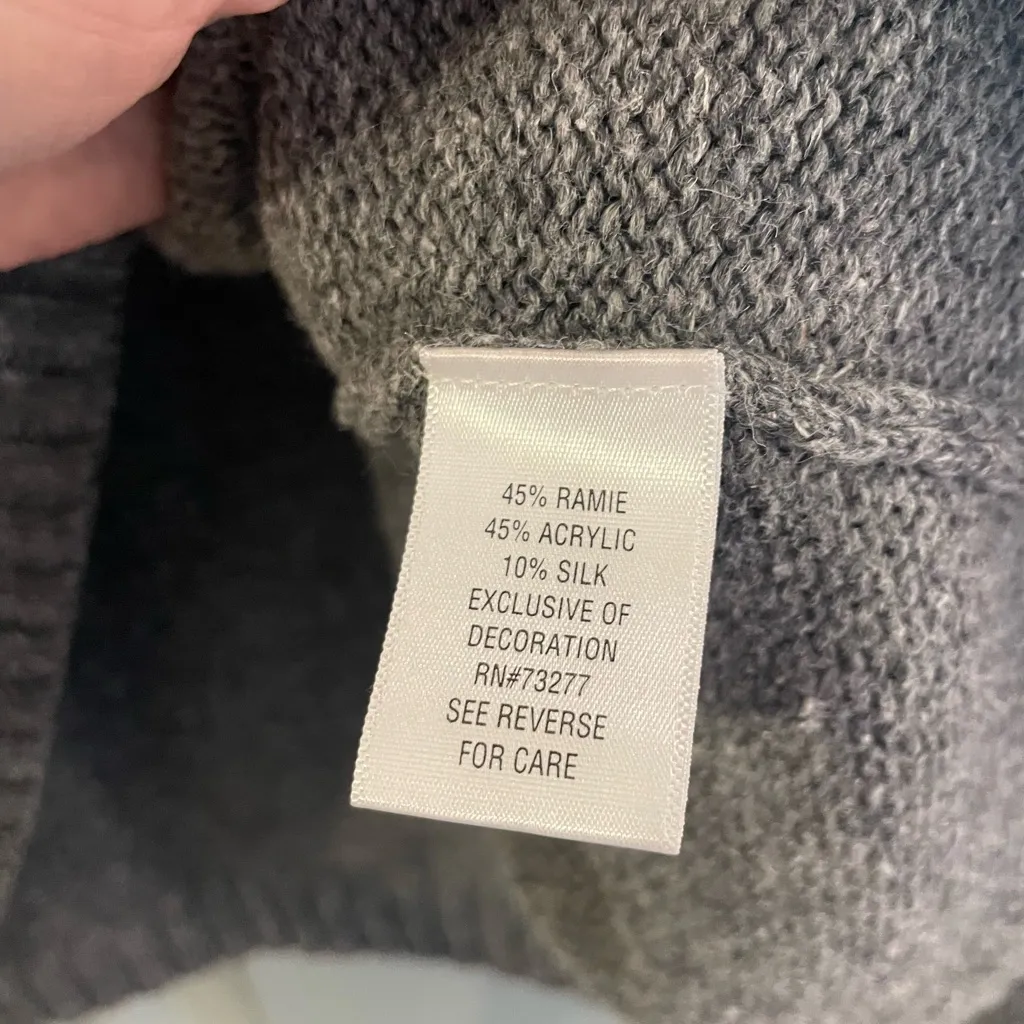 45% RAMIE
45% ACRYLIC
10% SILK
EXCLUSIVE OF
DECORATION
RN#73277
SEE REVERSE
FOR CARE